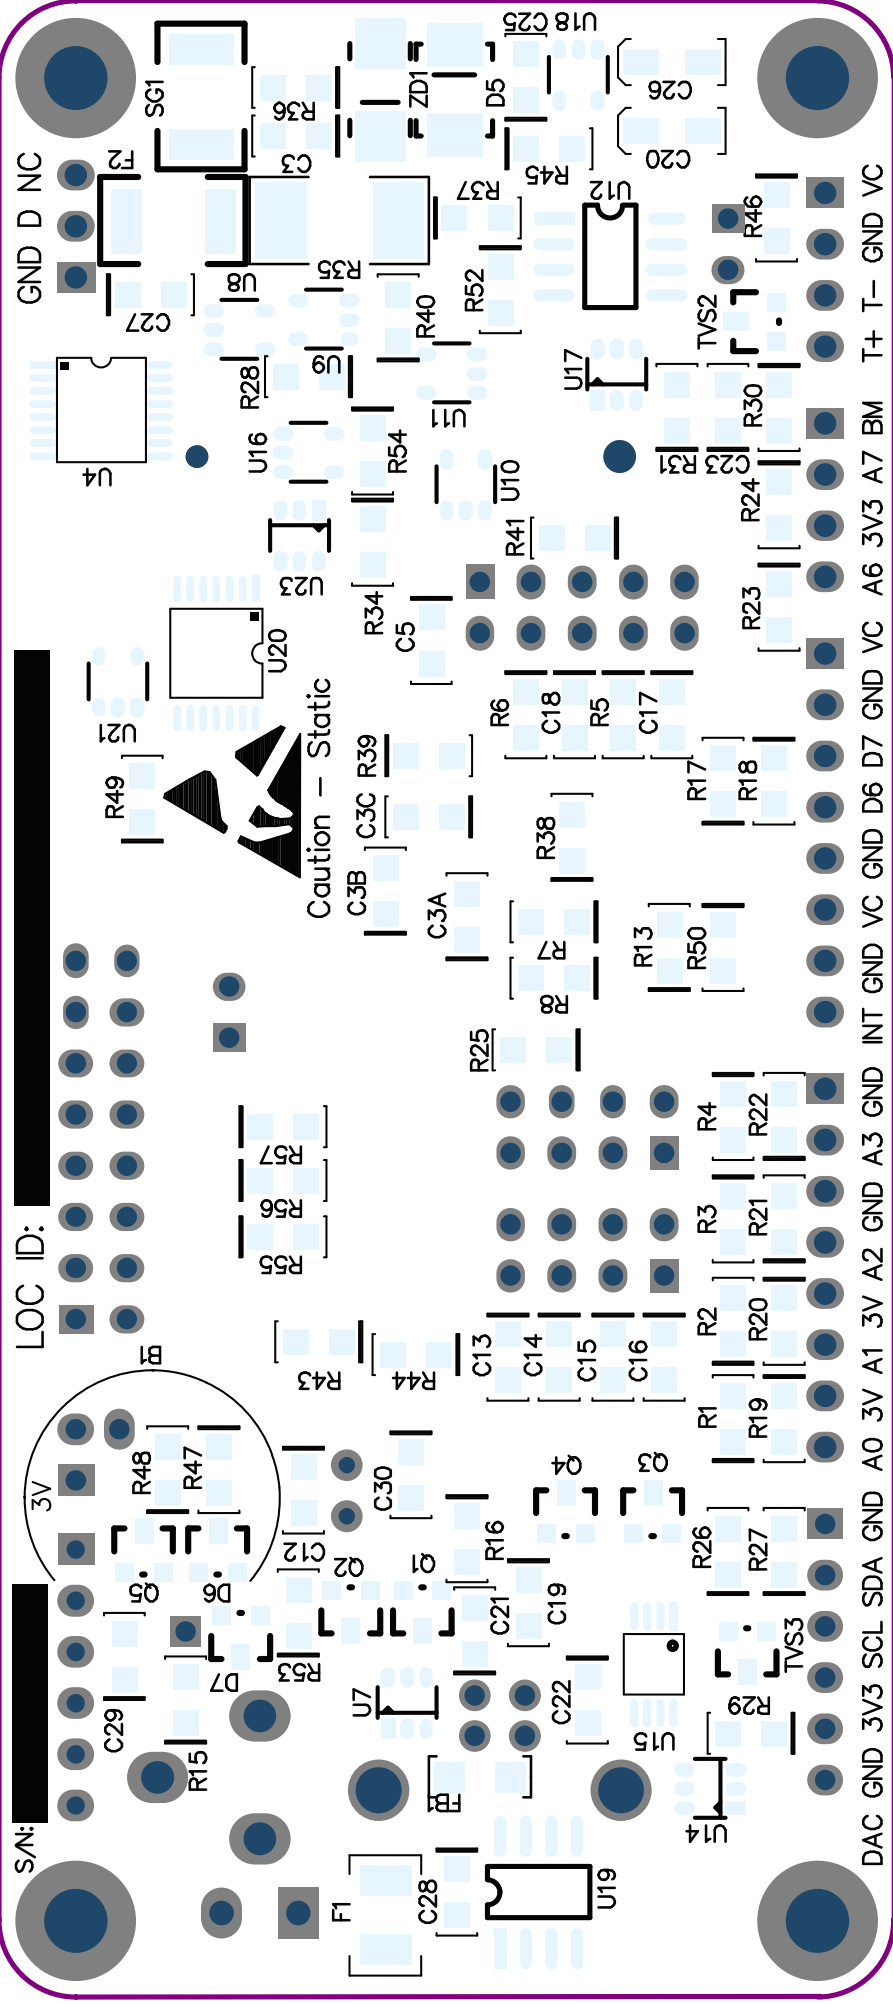 C25
U18
SG1
ZD1
D5
C26
R36
C20
F2
C3
R45
NC
D
GND
R37
U12
R46
VC
GND
T-
T+
U8
R35
R52
C27
R40
TVS2
U9
R28
U11
U17
R30
BM
U16
R54
U10
R31
C23
A7
U4
R24
3V3
R41
U23
R34
R23
A6
C5
U20
VC
U21
Caution - Static
R6
C18
R5
C17
GND
R39
R17
R18
D7
R49
C3C
R38
D6
C3B
GND
C3A
VC
R7
R13
R50
GND
R8
INT
R25
R4
R22
GND
R57
A3
R56
R3
R21
GND
LOC ID:
R55
A2
R2
R20
3V
B1
C13
C14
C15
C16
A1
R43
R44
R1
R19
3V
R48
R47
Q4
Q3
A0
3V
C30
C12
R16
R26
R27
GND
Q5
D6
Q2
Q1
SDA
C21
C19
D7
R53
TVS3
SCL
C29
U7
C22
U15
R29
3V3
R15
FB1
U14
GND
S/N:
DAC
F1
C28
U19